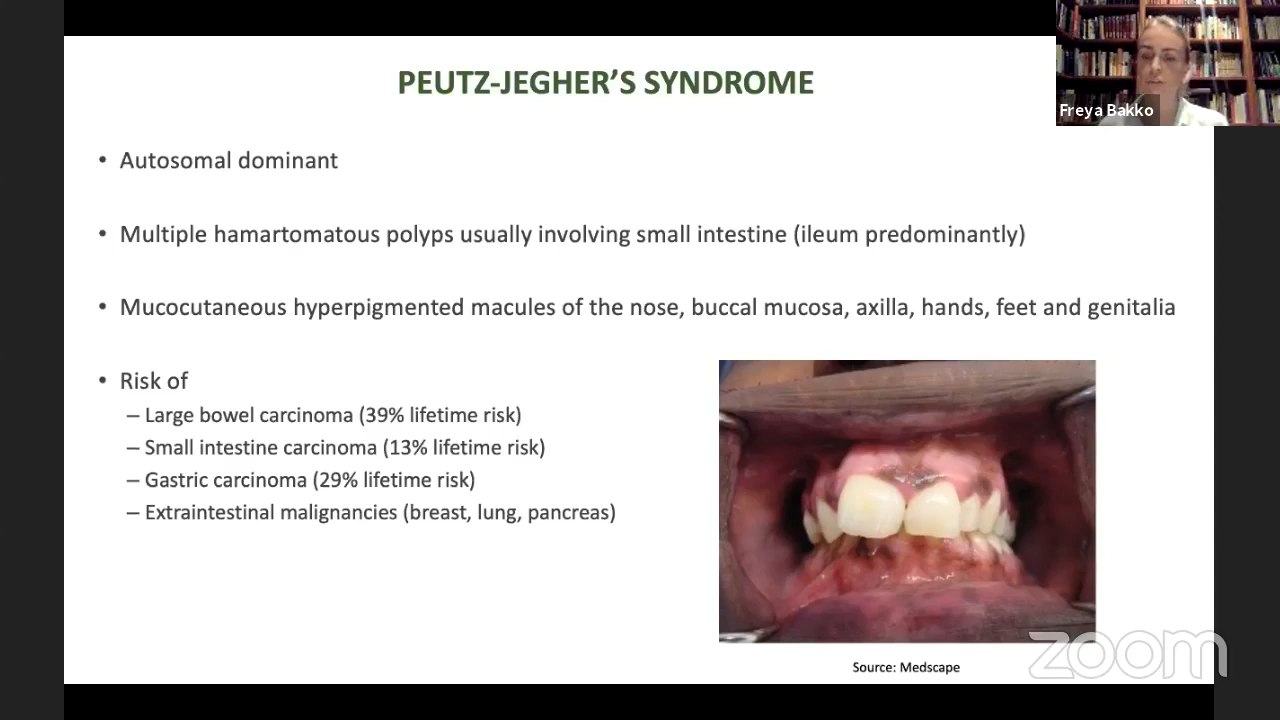 PEUTZ-JEGHER’S SYNDROME
Freya Bakko
• Autosomal dominant
• Multiple hamartomatous polyps usually involving small intestine (ileum predominantly)
• Mucocutaneous hyperpigmented macules of the nose, buccal mucosa, axilla, hands, feet and genitalia
• Risk of
– Large bowel carcinoma (39% lifetime risk)
– Small intestine carcinoma (13% lifetime risk)
– Gastric carcinoma (29% lifetime risk)
– Extraintestinal malignancies (breast, lung, pancreas)
Source: Medscape
zoom